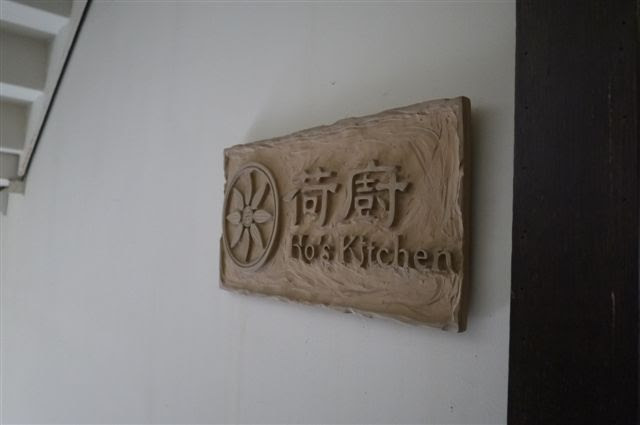 荷廚
Ho's Kitchen